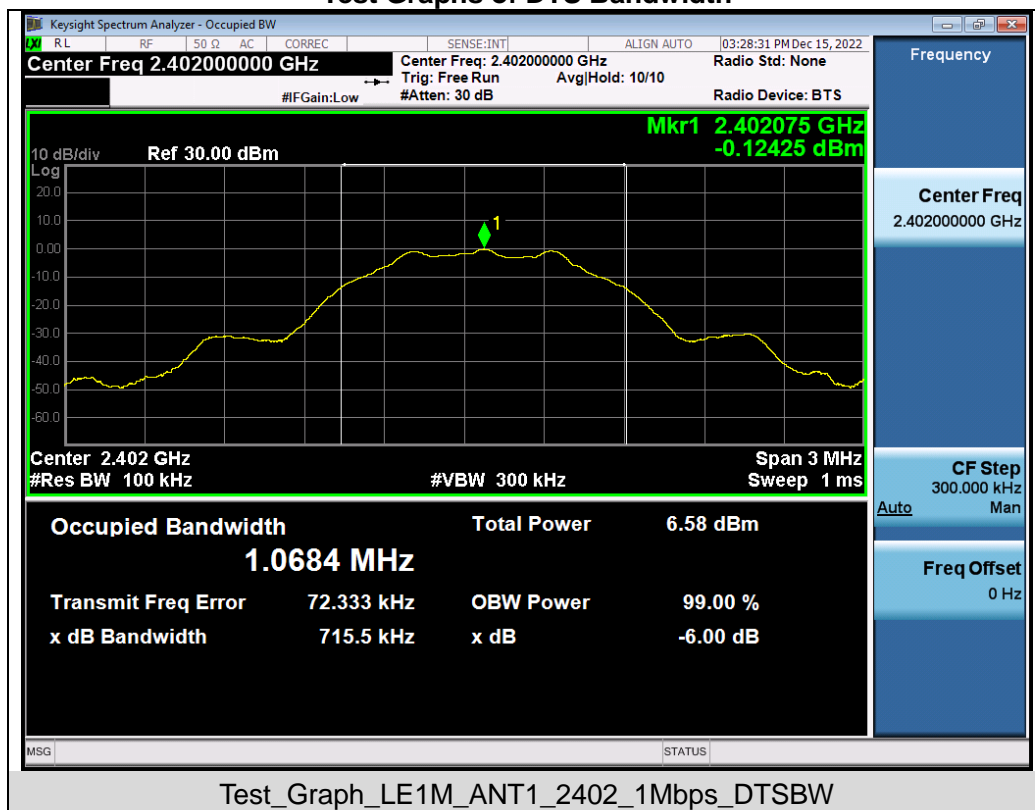 Test Graphs of DTS Bandwidth
Keysight Spectrum Analyzer - Occupied BW
LXI RL RF 50 Ω AC CORREC SENSE:INT ALIGN AUTO 03:28:31 PM Dec 15, 2022
Center Freq 2.402000000 GHz
Center Freq: 2.402000000 GHz Radio Std: None
Trig: Free Run Avg|Hold: 10/10
#IFGain:Low #Atten: 30 dB Radio Device: BTS
Frequency
Mkr1 2.402075 GHz
-0.12425 dBm
10 dB/div Ref 30.00 dBm
Log
20.0
10.0
0.00
-10.0
-20.0
-30.0
-40.0
-50.0
-60.0
1
Center 2.402 GHz Span 3 MHz
#Res BW 100 kHz #VBW 300 kHz Sweep 1 ms
Center Freq
2.402000000 GHz
CF Step
300.000 kHz
Auto Man
Freq Offset
0 Hz
Occupied Bandwidth Total Power 6.58 dBm
1.0684 MHz
Transmit Freq Error 72.333 kHz OBW Power 99.00 %
x dB Bandwidth 715.5 kHz x dB -6.00 dB
MSG STATUS
Test_Graph_LE1M_ANT1_2402_1Mbps_DTSBW